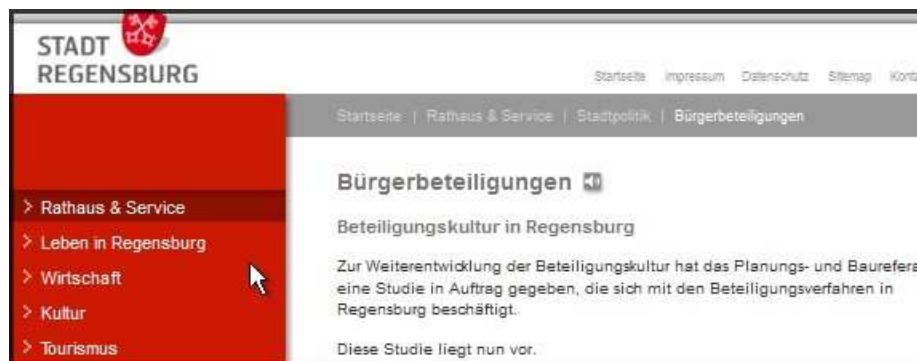 STADT
REGENSBURG
Startseite Impressum Datenschutz Sitemap
Startseite | Rathaus & Service | Stadtpolitik | Bürgerbeteiligungen
> Rathaus & Service
> Leben in Regensburg
> Wirtschaft
> Kultur
> Tourismus
Bürgerbeteiligungen
Beteiligungskultur in Regensburg
Zur Weiterentwicklung der Beteiligungskultur hat das Planungs- und Baurefera
eine Studie in Auftrag gegeben, die sich mit den Beteiligungsverfahren in
Regensburg beschäftigt.
Diese Studie liegt nun vor.